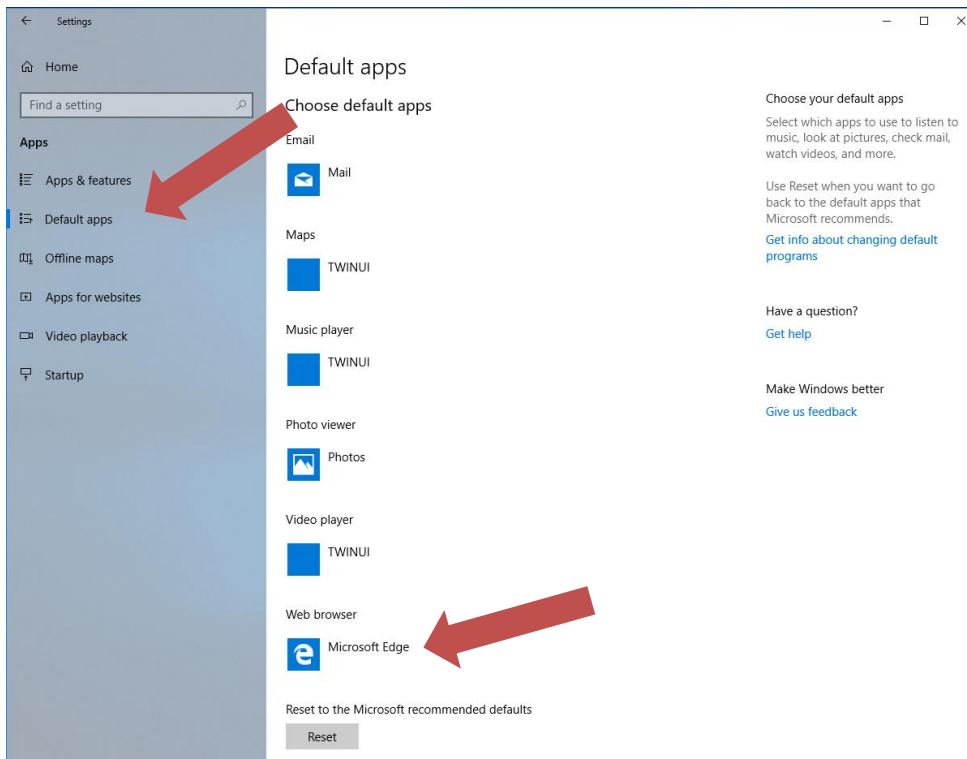 Settings
Home
Find a setting
Apps
Apps & features
Default apps
Offline maps
Apps for websites
Video playback
Startup
Default apps
Choose default apps
Email
Mail
Maps
TWINUI
Music player
TWINUI
Photo viewer
Photos
Video player
TWINUI
Web browser
Microsoft Edge
Reset to the Microsoft recommended defaults
Reset
Choose your default apps
Select which apps to use to listen to
music, look at pictures, check mail,
watch videos, and more.
Use Reset when you want to go
back to the default apps that
Microsoft recommends.
Get info about changing default
programs
Have a question?
Get help
Make Windows better
Give us feedback